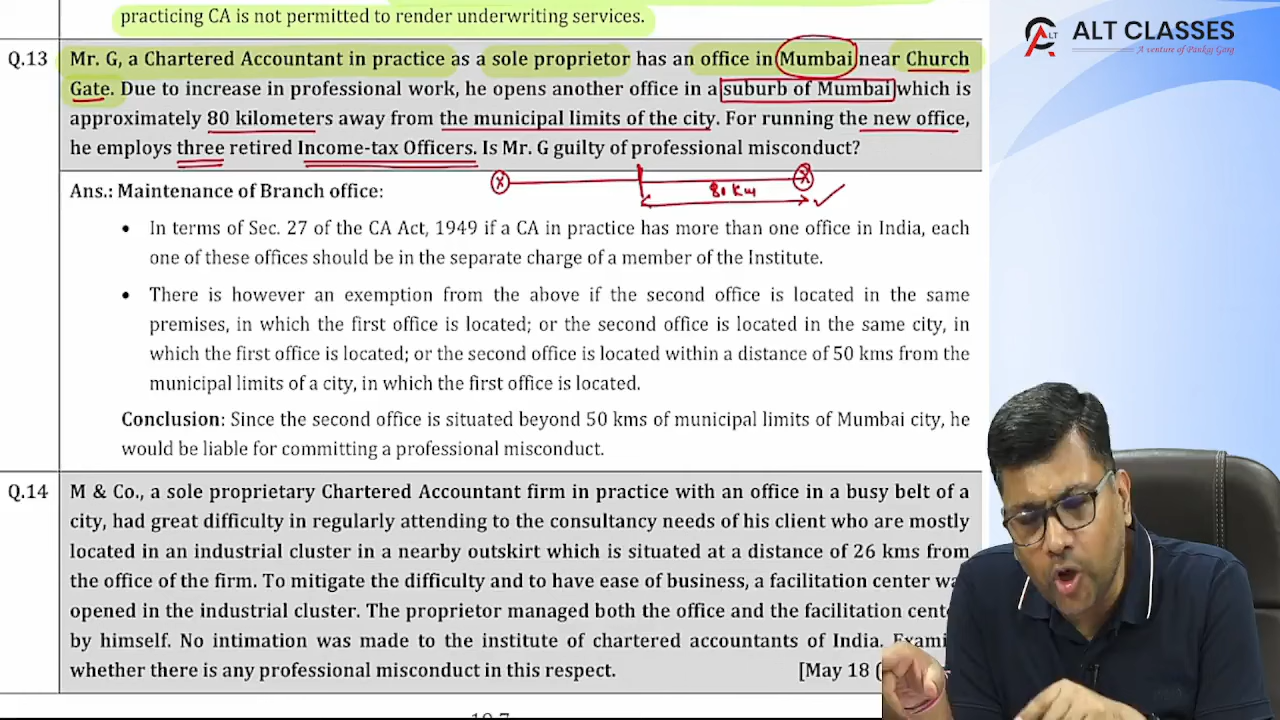 practicing CA is not permitted to render underwriting services.
ALT
ALT CLASSES
A venture of Pankaj Garg
Q.13
Mr. G, a Chartered Accountant in practice as a sole proprietor has an office in Mumbai near Church
Gate. Due to increase in professional work, he opens another office in a suburb of Mumbai which is
approximately 80 kilometers away from the municipal limits of the city. For running the new office,
he employs three retired Income-tax Officers. Is Mr. G guilty of professional misconduct?
Ans.: Maintenance of Branch office:
80 KM
• In terms of Sec. 27 of the CA Act, 1949 if a CA in practice has more than one office in India, each
one of these offices should be in the separate charge of a member of the Institute.
• There is however an exemption from the above if the second office is located in the same
premises, in which the first office is located; or the second office is located in the same city, in
which the first office is located; or the second office is located within a distance of 50 kms from the
municipal limits of a city, in which the first office is located.
Conclusion: Since the second office is situated beyond 50 kms of municipal limits of Mumbai city, he
would be liable for committing a professional misconduct.
Q.14
M & Co., a sole proprietary Chartered Accountant firm in practice with an office in a busy belt of a
city, had great difficulty in regularly attending to the consultancy needs of his client who are mostly
located in an industrial cluster in a nearby outskirt which is situated at a distance of 26 kms from
the office of the firm. To mitigate the difficulty and to have ease of business, a facilitation center wa
opened in the industrial cluster. The proprietor managed both the office and the facilitation cent
by himself. No intimation was made to the institute of chartered accountants of India. Exami
whether there is any professional misconduct in this respect.
[May 18 (